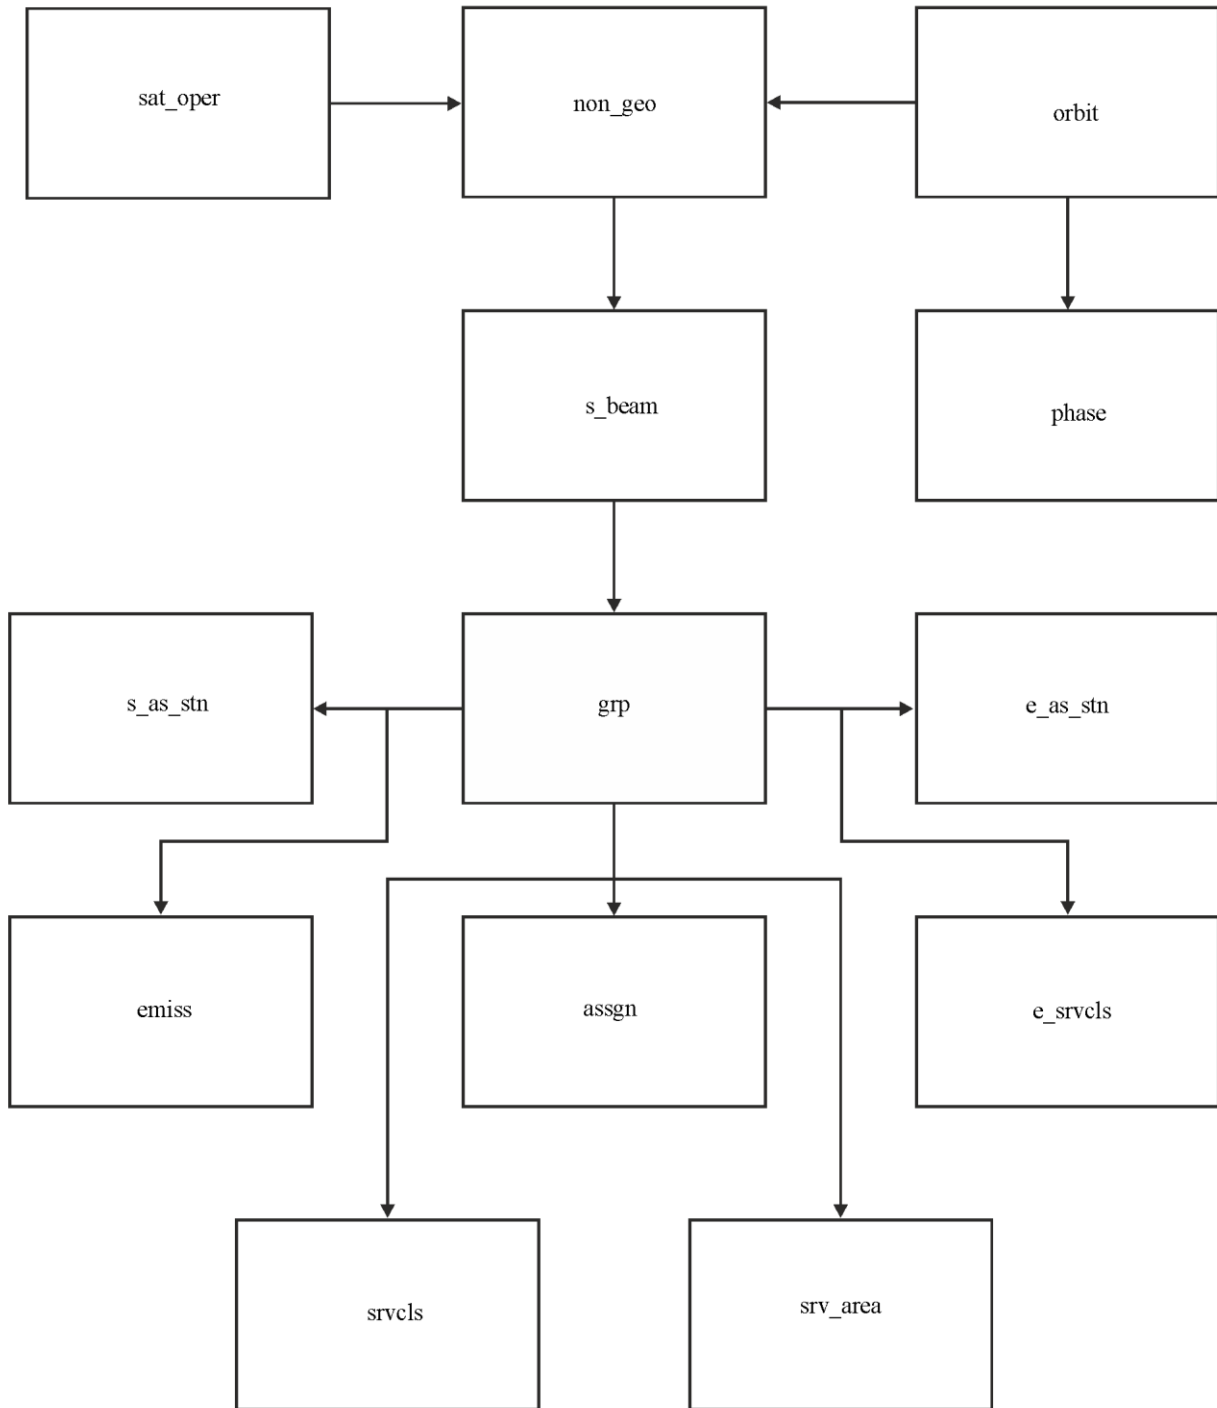 sat_oper
non_geo
orbit
s_beam
phase
s_as_stn
grp
e_as_stn
emiss
assgn
e_srvcls
srvcls
srv_area